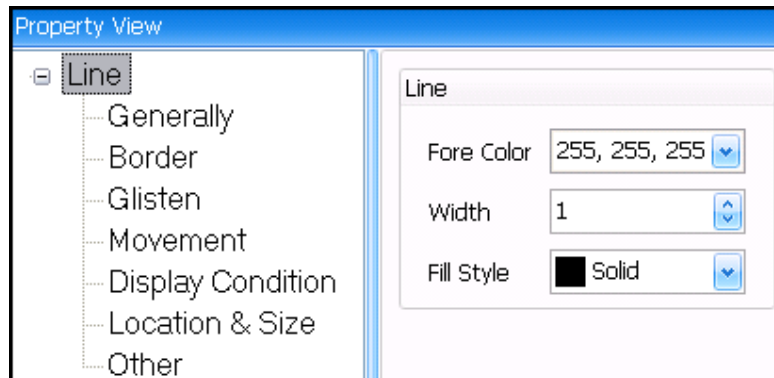 Property View
Line
Generally
Border
Glisten
Movement
Display Condition
Location & Size
Other
Line
Fore Color 255, 255, 255
Width 1
Fill Style Solid